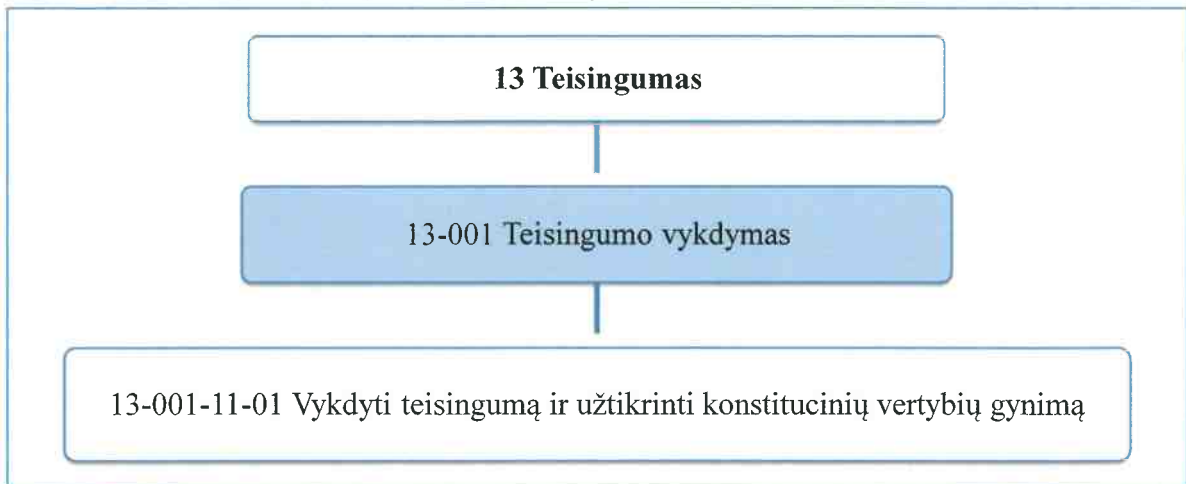 13 Teisingumas
13-001 Teisingumo vykdymas
13-001-11-01 Vykdyti teisingumą ir užtikrinti konstitucinių vertybių gynimą